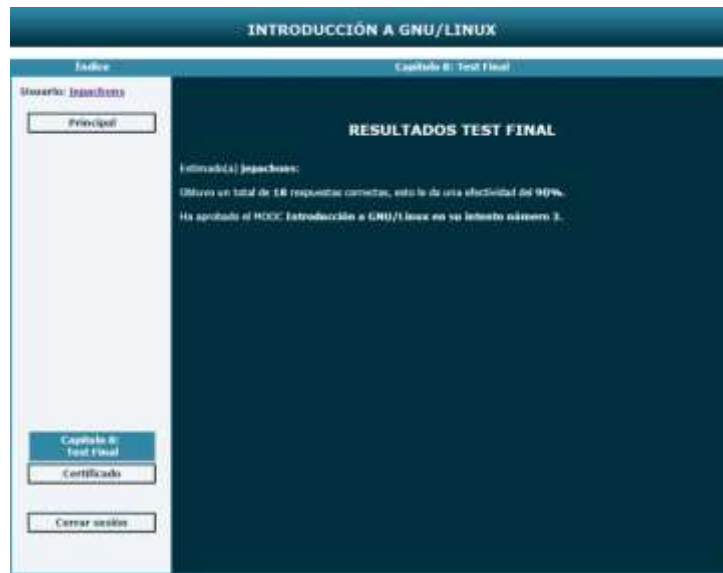 INTRODUCCIÓN A GNU/LINUX
Índice
Capítulo 8: Test Final
Usuario: jepachues
Principal
RESULTADOS TEST FINAL
Estimado(a) jepachues:
Obtuvo un total de 18 respuestas correctas, esto le da una efectividad del 90%.
Ha aprobado el MOOC Introducción a GNU/Linux en su intento número 3.
Capítulo 8:
Test Final
Certificado
Cerrar sesión